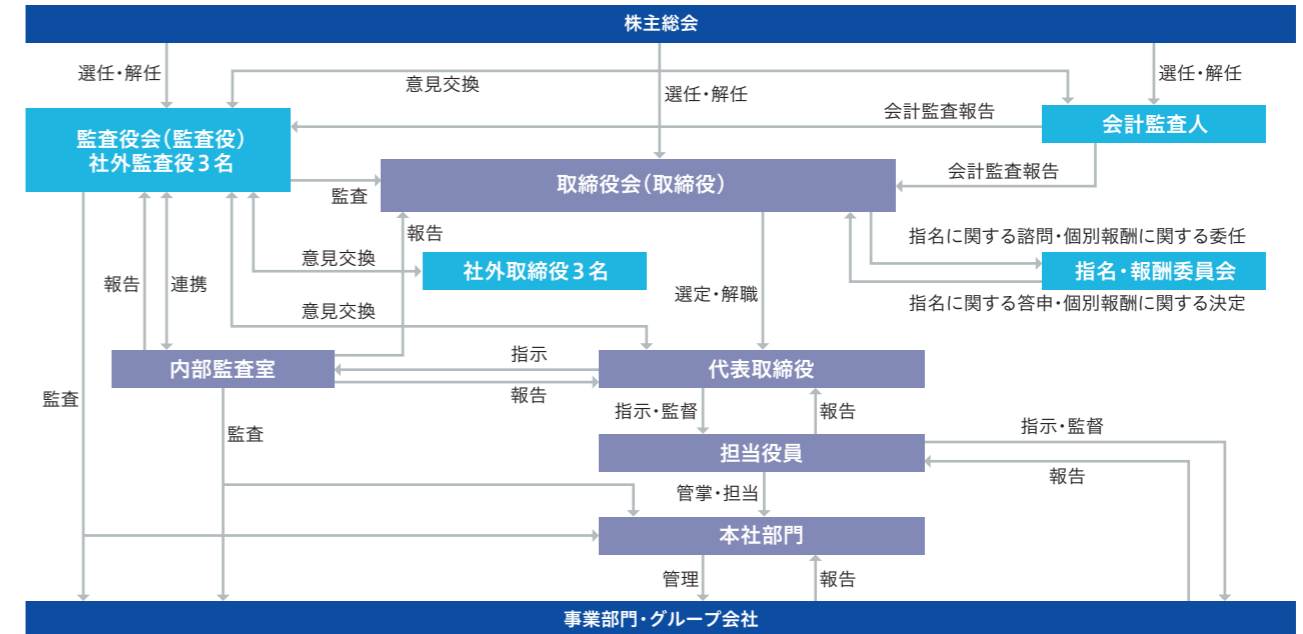 株主総会
選任・解任
意見交換
選任・解任
選任・解任
会計監査報告
監査役会（監査役）
社外監査役３名
会計監査人
会計監査報告
取締役会（取締役）
監査
報告
指名に関する諮問・個別報酬に関する委任
意見交換
社外取締役３名
指名・報酬委員会
報告
連携
選定・解職
指名に関する答申・個別報酬に関する決定
意見交換
指示
内部監査室
代表取締役
報告
監査
指示・監督
報告
監査
指示・監督
担当役員
報告
管掌・担当
本社部門
管理
報告
事業部門・グループ会社